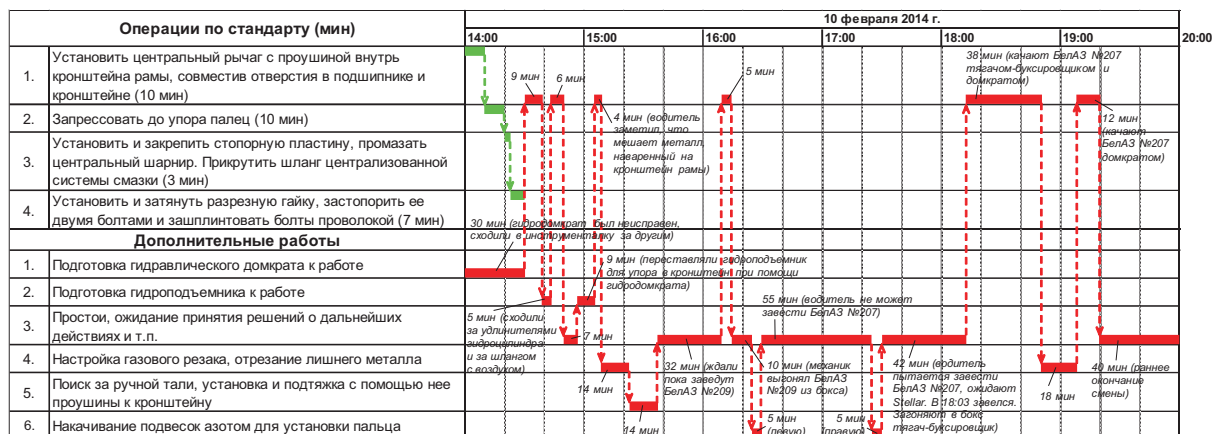 Операции по стандарту (мин)
10 февраля 2014 г.
14:00
15:00
16:00
17:00
18:00
19:00
20:00
1.
Установить центральный рычаг с проушиной внутрь
кронштейна рамы, совместив отверстия в подшипнике и
кронштейне (10 мин)
2.
Запрессовать до упора палец (10 мин)
3.
Установить и закрепить стопорную пластину, промазать
центральный шарнир. Прикрутить шланг централизованной
системы смазки (3 мин)
4.
Установить и затянуть разрезную гайку, застопорить ее
двумя болтами и зашплинтовать болты проволокой (7 мин)
Дополнительные работы
1.
Подготовка гидравлического домкрата к работе
2.
Подготовка гидроподъемника к работе
3.
Простои, ожидание принятия решений о дальнейших
действиях и т.п.
4.
Настройка газового резака, отрезание лишнего металла
5.
Поиск за ручной тали, установка и подтяжка с помощью нее
проушины к кронштейну
6.
Накачивание подвесок азотом для установки пальца
9 мин
6 мин
4 мин (водитель
заметил, что
мешает металл,
наваренный на
кронштейн рамы)
5 мин
38 мин (качают БелАЗ №207
тягачом-буксировщиком и
домкратом)
12 мин
(качают
БелАЗ №207
домкратом)
30 мин (гидродомкрат был неисправен,
сходили в инструменталку за другим)
9 мин (переставляли гидроподъемник
для упора в кронштейн при помощи
гидродомкрата)
5 мин (сходили
за удлинителями
гидроцилиндра
и за шлангом
с воздухом)
7 мин
14 мин
14 мин
32 мин (ждали
пока заведут
БелАЗ №209)
55 мин (водитель не может
завести БелАЗ №207)
10 мин (механик
выгонял БелАЗ
№209 из бокса)
5 мин
(левую)
5 мин
(правую)
42 мин (водитель
пытается завести
БелАЗ №207, ожидают
Stellar. В 18:03 завелся.
Загоняют в бокс
тягач-буксировщик)
18 мин
40 мин (раннее
окончание
смены)